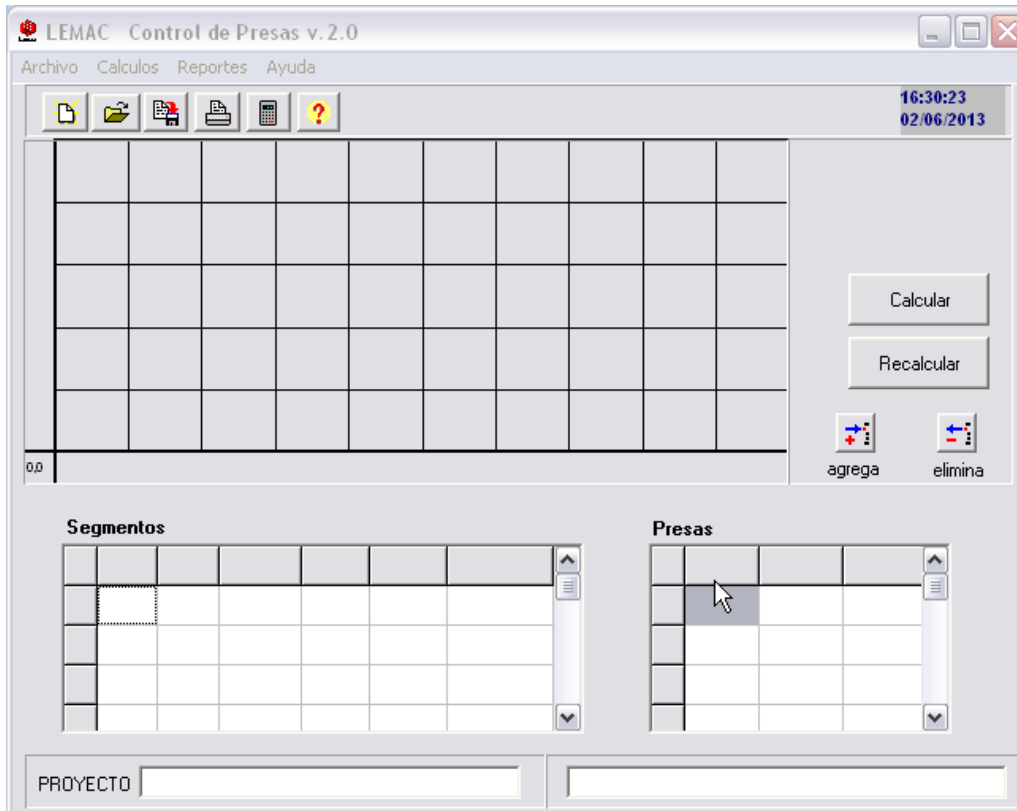 LEMAC Control de Presas v.2.0
Archivo Calculos Reportes Ayuda
16:30:23
02/06/2013
Calcular
Recalcular
0,0
agrega elimina
Segmentos Presas
PROYECTO